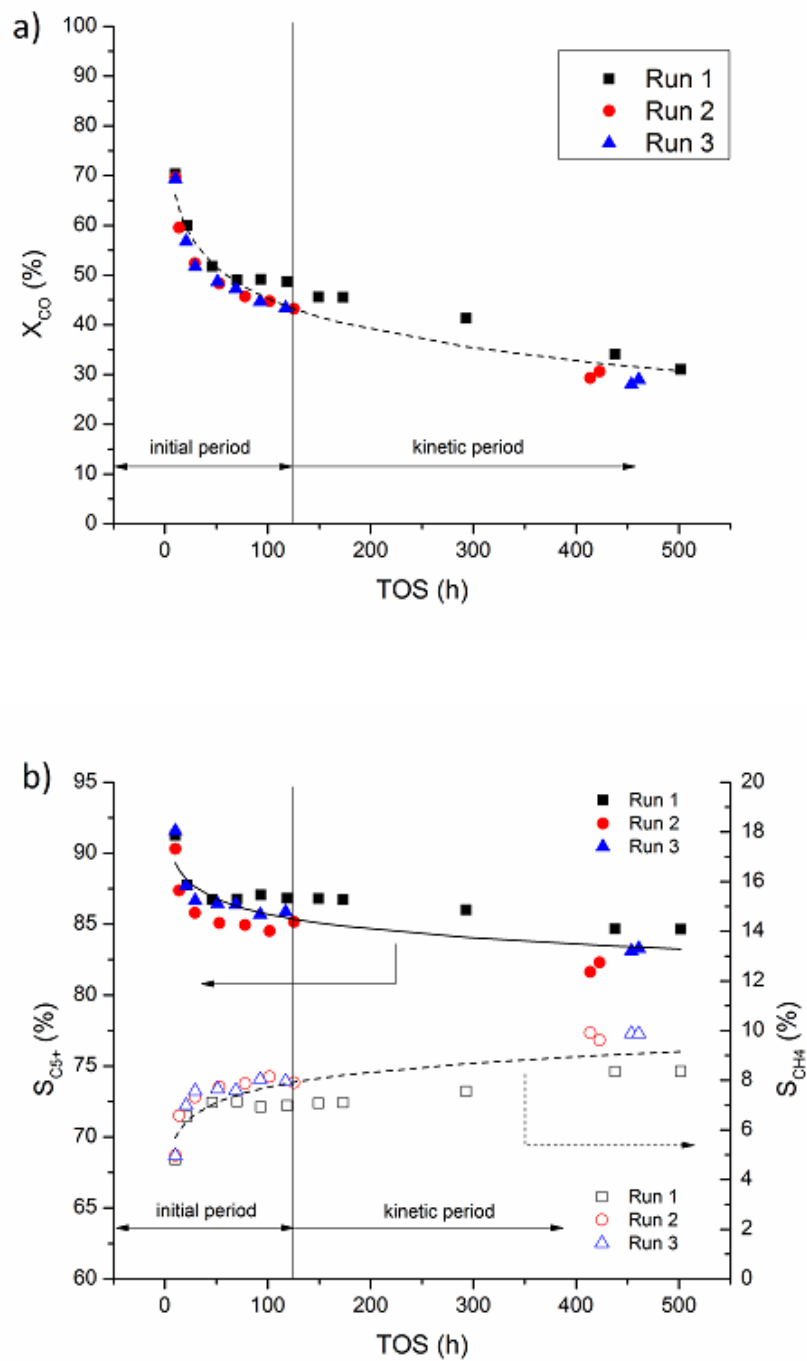 a)
100
90
80
70
60
50
40
30
20
10
0
X_CO (%)
Run 1
Run 2
Run 3
initial period
kinetic period
0 100 200 300 400 500
TOS (h)
b)
95
90
85
80
75
70
65
60
S_C5+ (%)
Run 1
Run 2
Run 3
20
18
16
14
12
10
8
6
4
2
0
S_CH4 (%)
Run 1
Run 2
Run 3
initial period
kinetic period
0 100 200 300 400 500
TOS (h)